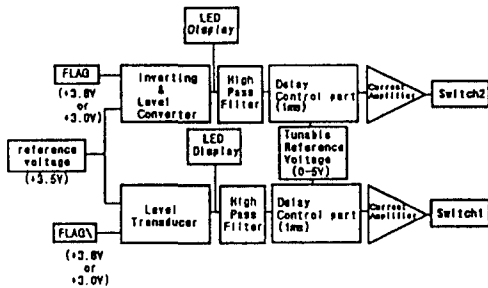 LED
Display
FLAG
(+3.8V
or
+3.0V)
Inverting
&
Level
Converter
High
Pass
Filter
Delay
Control part
(1ms)
Current
Amplifier
Switch2
reference
voltage
(+3.5V)
LED
Display
Tunable
Reference
Voltage
(0-5V)
FLAG\
(+3.8V
or
+3.0V)
Level
Transducer
High
Pass
Filter
Delay
Control part
(1ms)
Current
Amplifier
Switch1